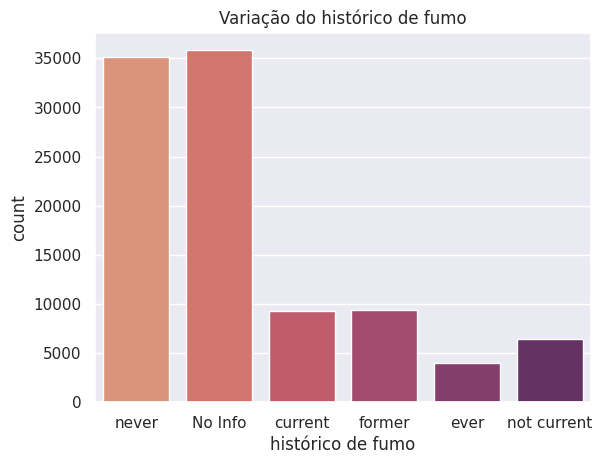 Variação do histórico de fumo
35000
30000
25000
20000
15000
10000
5000
0
count
never No Info current former ever not current
histórico de fumo